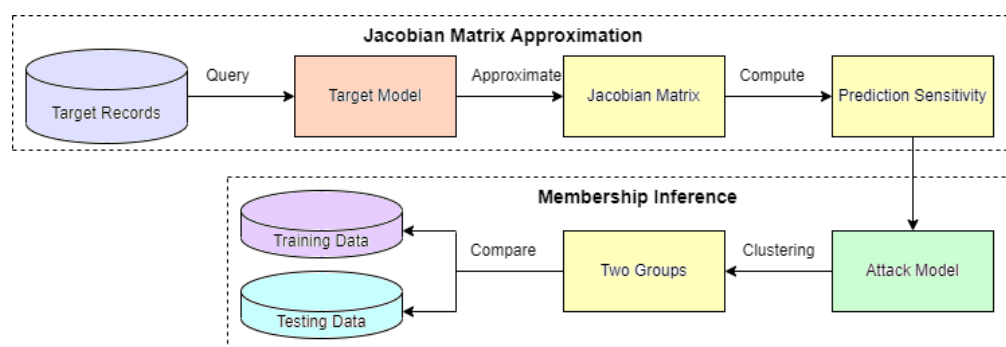 Jacobian Matrix Approximation
Target Records
Query
Target Model
Approximate
Jacobian Matrix
Compute
Prediction Sensitivity
Membership Inference
Training Data
Testing Data
Compare
Two Groups
Clustering
Attack Model